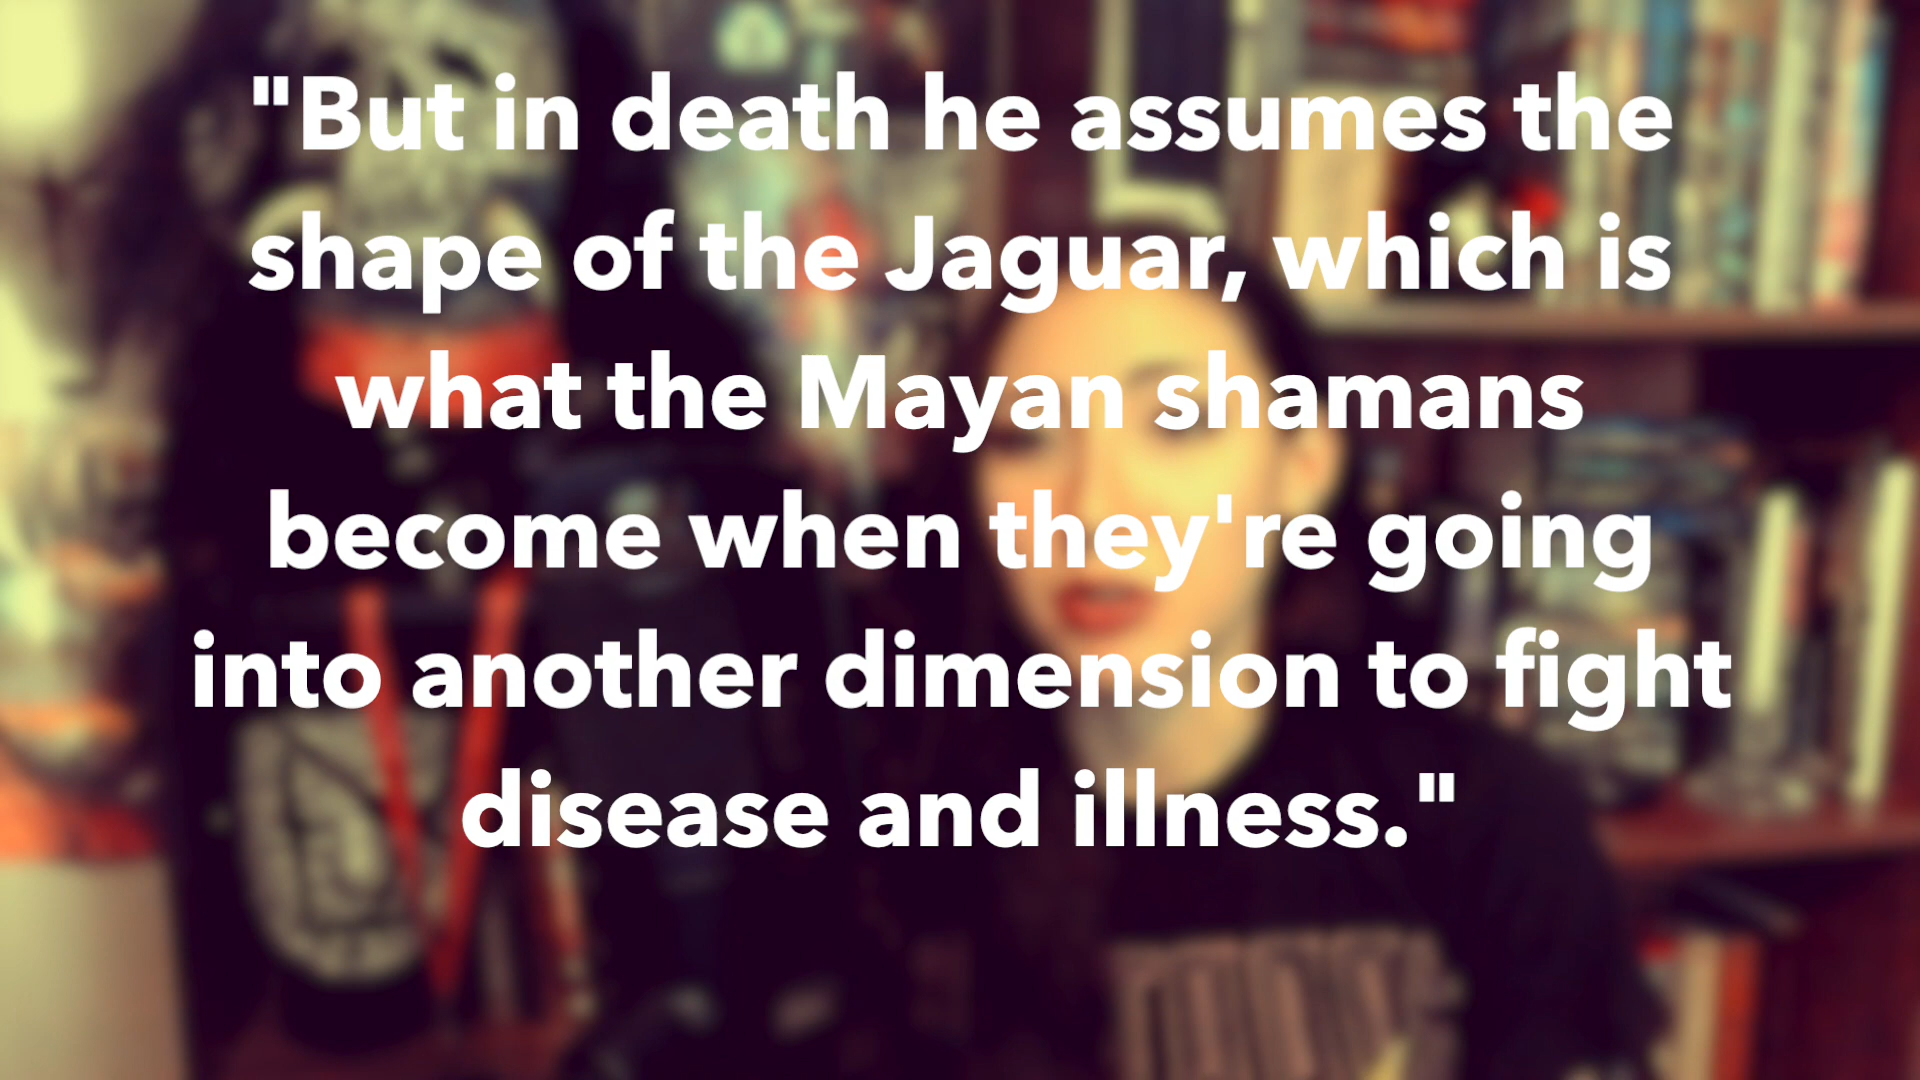 "But in death he assumes the
shape of the Jaguar, which is
what the Mayan shamans
become when they're going
into another dimension to fight
disease and illness."